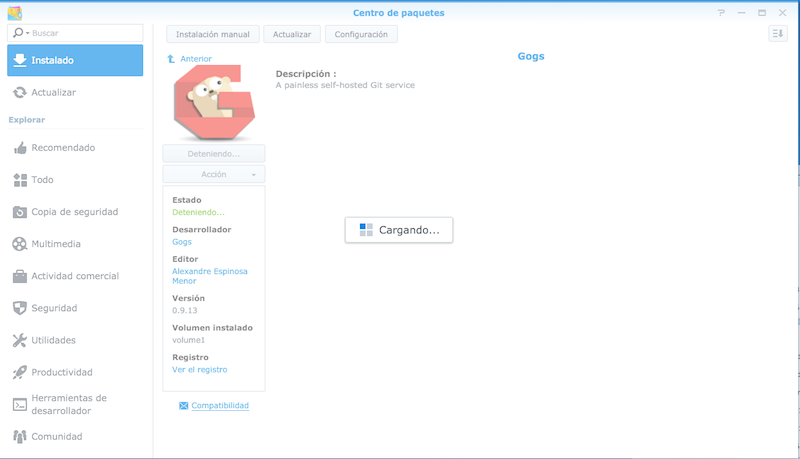 Centro de paquetes
Buscar
Instalado
Actualizar
Explorar
Recomendado
Todo
Copia de seguridad
Multimedia
Actividad comercial
Seguridad
Utilidades
Productividad
Herramientas de
desarrollador
Comunidad
Instalación manual
Actualizar
Configuración
Anterior
Gogs
Descripción :
A painless self-hosted Git service
Deteniendo...
Acción
Estado
Deteniendo...
Desarrollador
Gogs
Editor
Alexandre Espinosa
Menor
Versión
0.9.13
Volumen instalado
volume1
Registro
Ver el registro
Compatibilidad
Cargando...